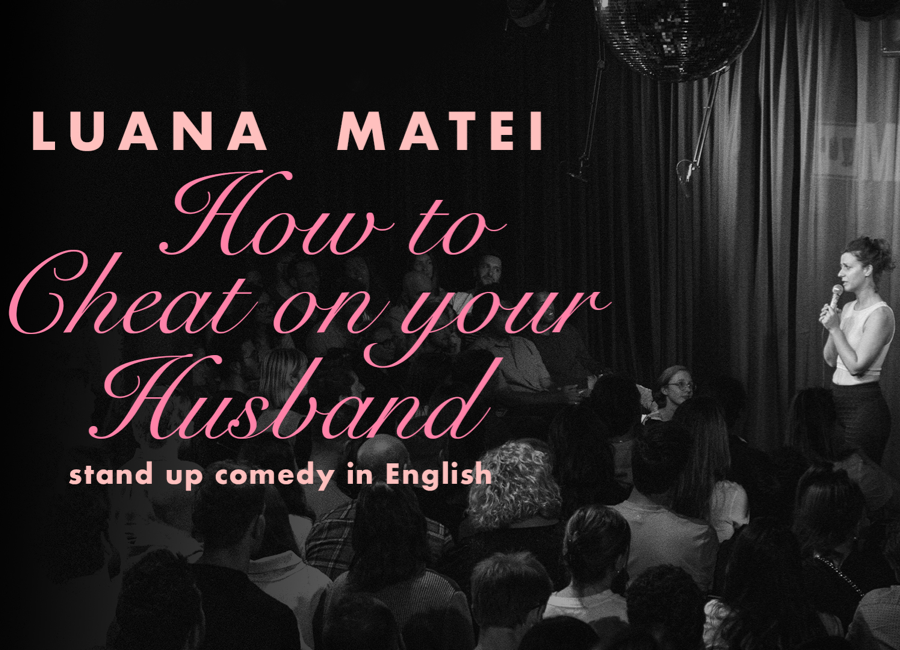 LUANA MATEI
How to
Cheat on your
Husband
stand up comedy in English